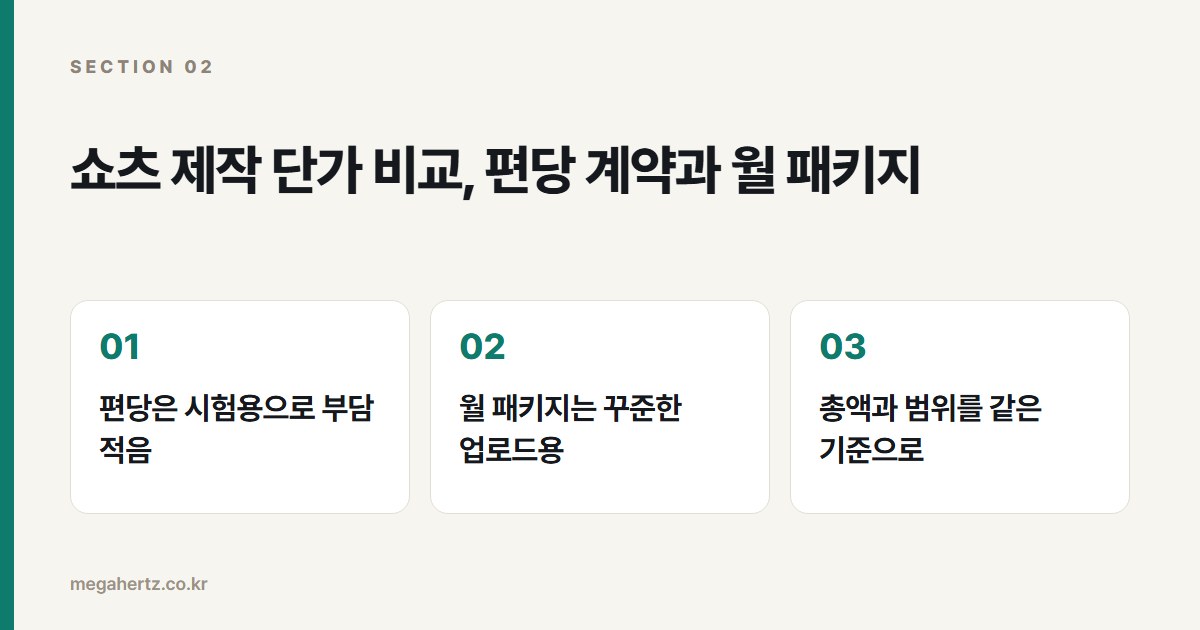 SECTION 02
쇼츠 제작 단가 비교, 편당 계약과 월 패키지
01
편당은 시험용으로 부담
적음
02
월 패키지는 꾸준한
업로드용
03
총액과 범위를 같은
기준으로
megahertz.co.kr